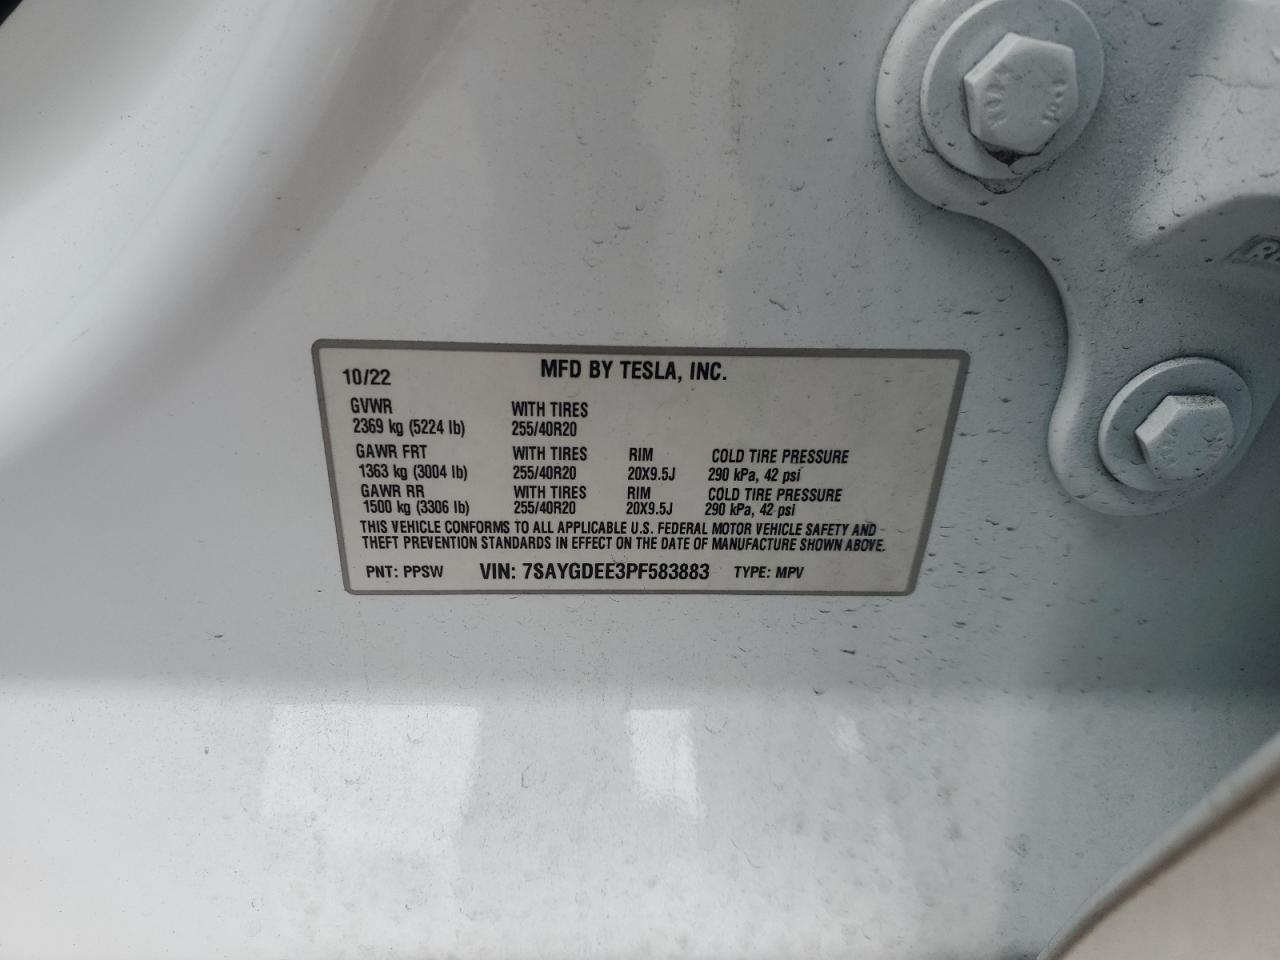 10/22 MFD BY TESLA, INC.
GVWR WITH TIRES
2369 kg (5224 lb) 255/40R20
GAWR FRT WITH TIRES RIM COLD TIRE PRESSURE
1363 kg (3004 lb) 255/40R20 20X9.5J 290 kPa, 42 psi
GAWR RR WITH TIRES RIM COLD TIRE PRESSURE
1500 kg (3306 lb) 255/40R20 20X9.5J 290 kPa, 42 psi
THIS VEHICLE CONFORMS TO ALL APPLICABLE U.S. FEDERAL MOTOR VEHICLE SAFETY AND
THEFT PREVENTION STANDARDS IN EFFECT ON THE DATE OF MANUFACTURE SHOWN ABOVE.
PNT: PPSW VIN: 7SAYGDEE3PF583883 TYPE: MPV